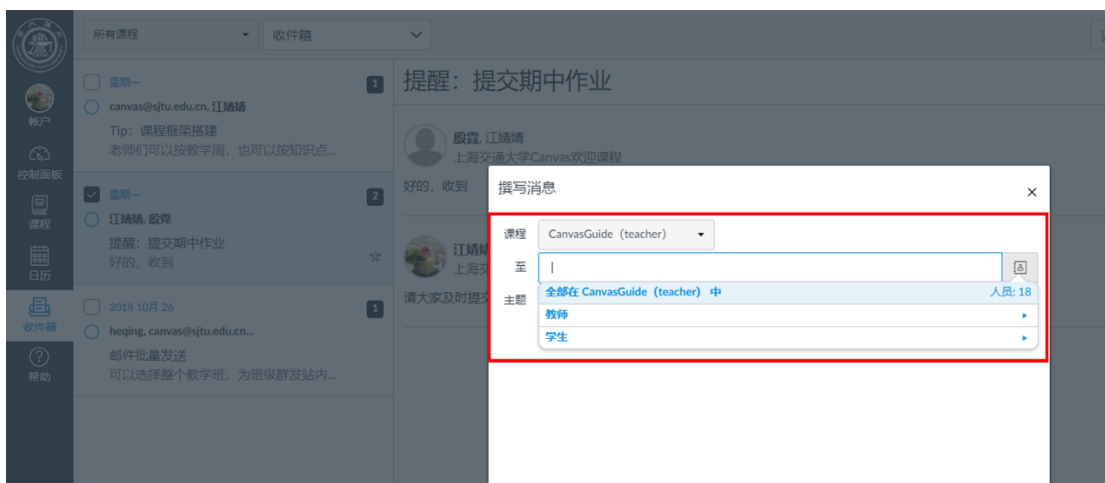 所有课程
收件箱
帐户
控制面板
课程
日历
收件箱
帮助
星期一
1
canvas@sjtu.edu.cn, 江婧婧
Tip：课程框架搭建
老师们可以按教学周，也可以按知识点...
星期一
2
江婧婧, 殷霓
提醒：提交期中作业
好的，收到
2018 10月 26
1
heqing, canvas@sjtu.edu.cn...
邮件批量发送
可以选择整个教学班，为班级群发站内...
提醒：提交期中作业
殷霓, 江婧婧
上海交通大学Canvas欢迎课程
好的，收到
江婧婧
上海交
请大家及时提交
撰写消息
×
课程
CanvasGuide（teacher）
至
全部在 CanvasGuide（teacher）中
人员: 18
教师
学生
主题